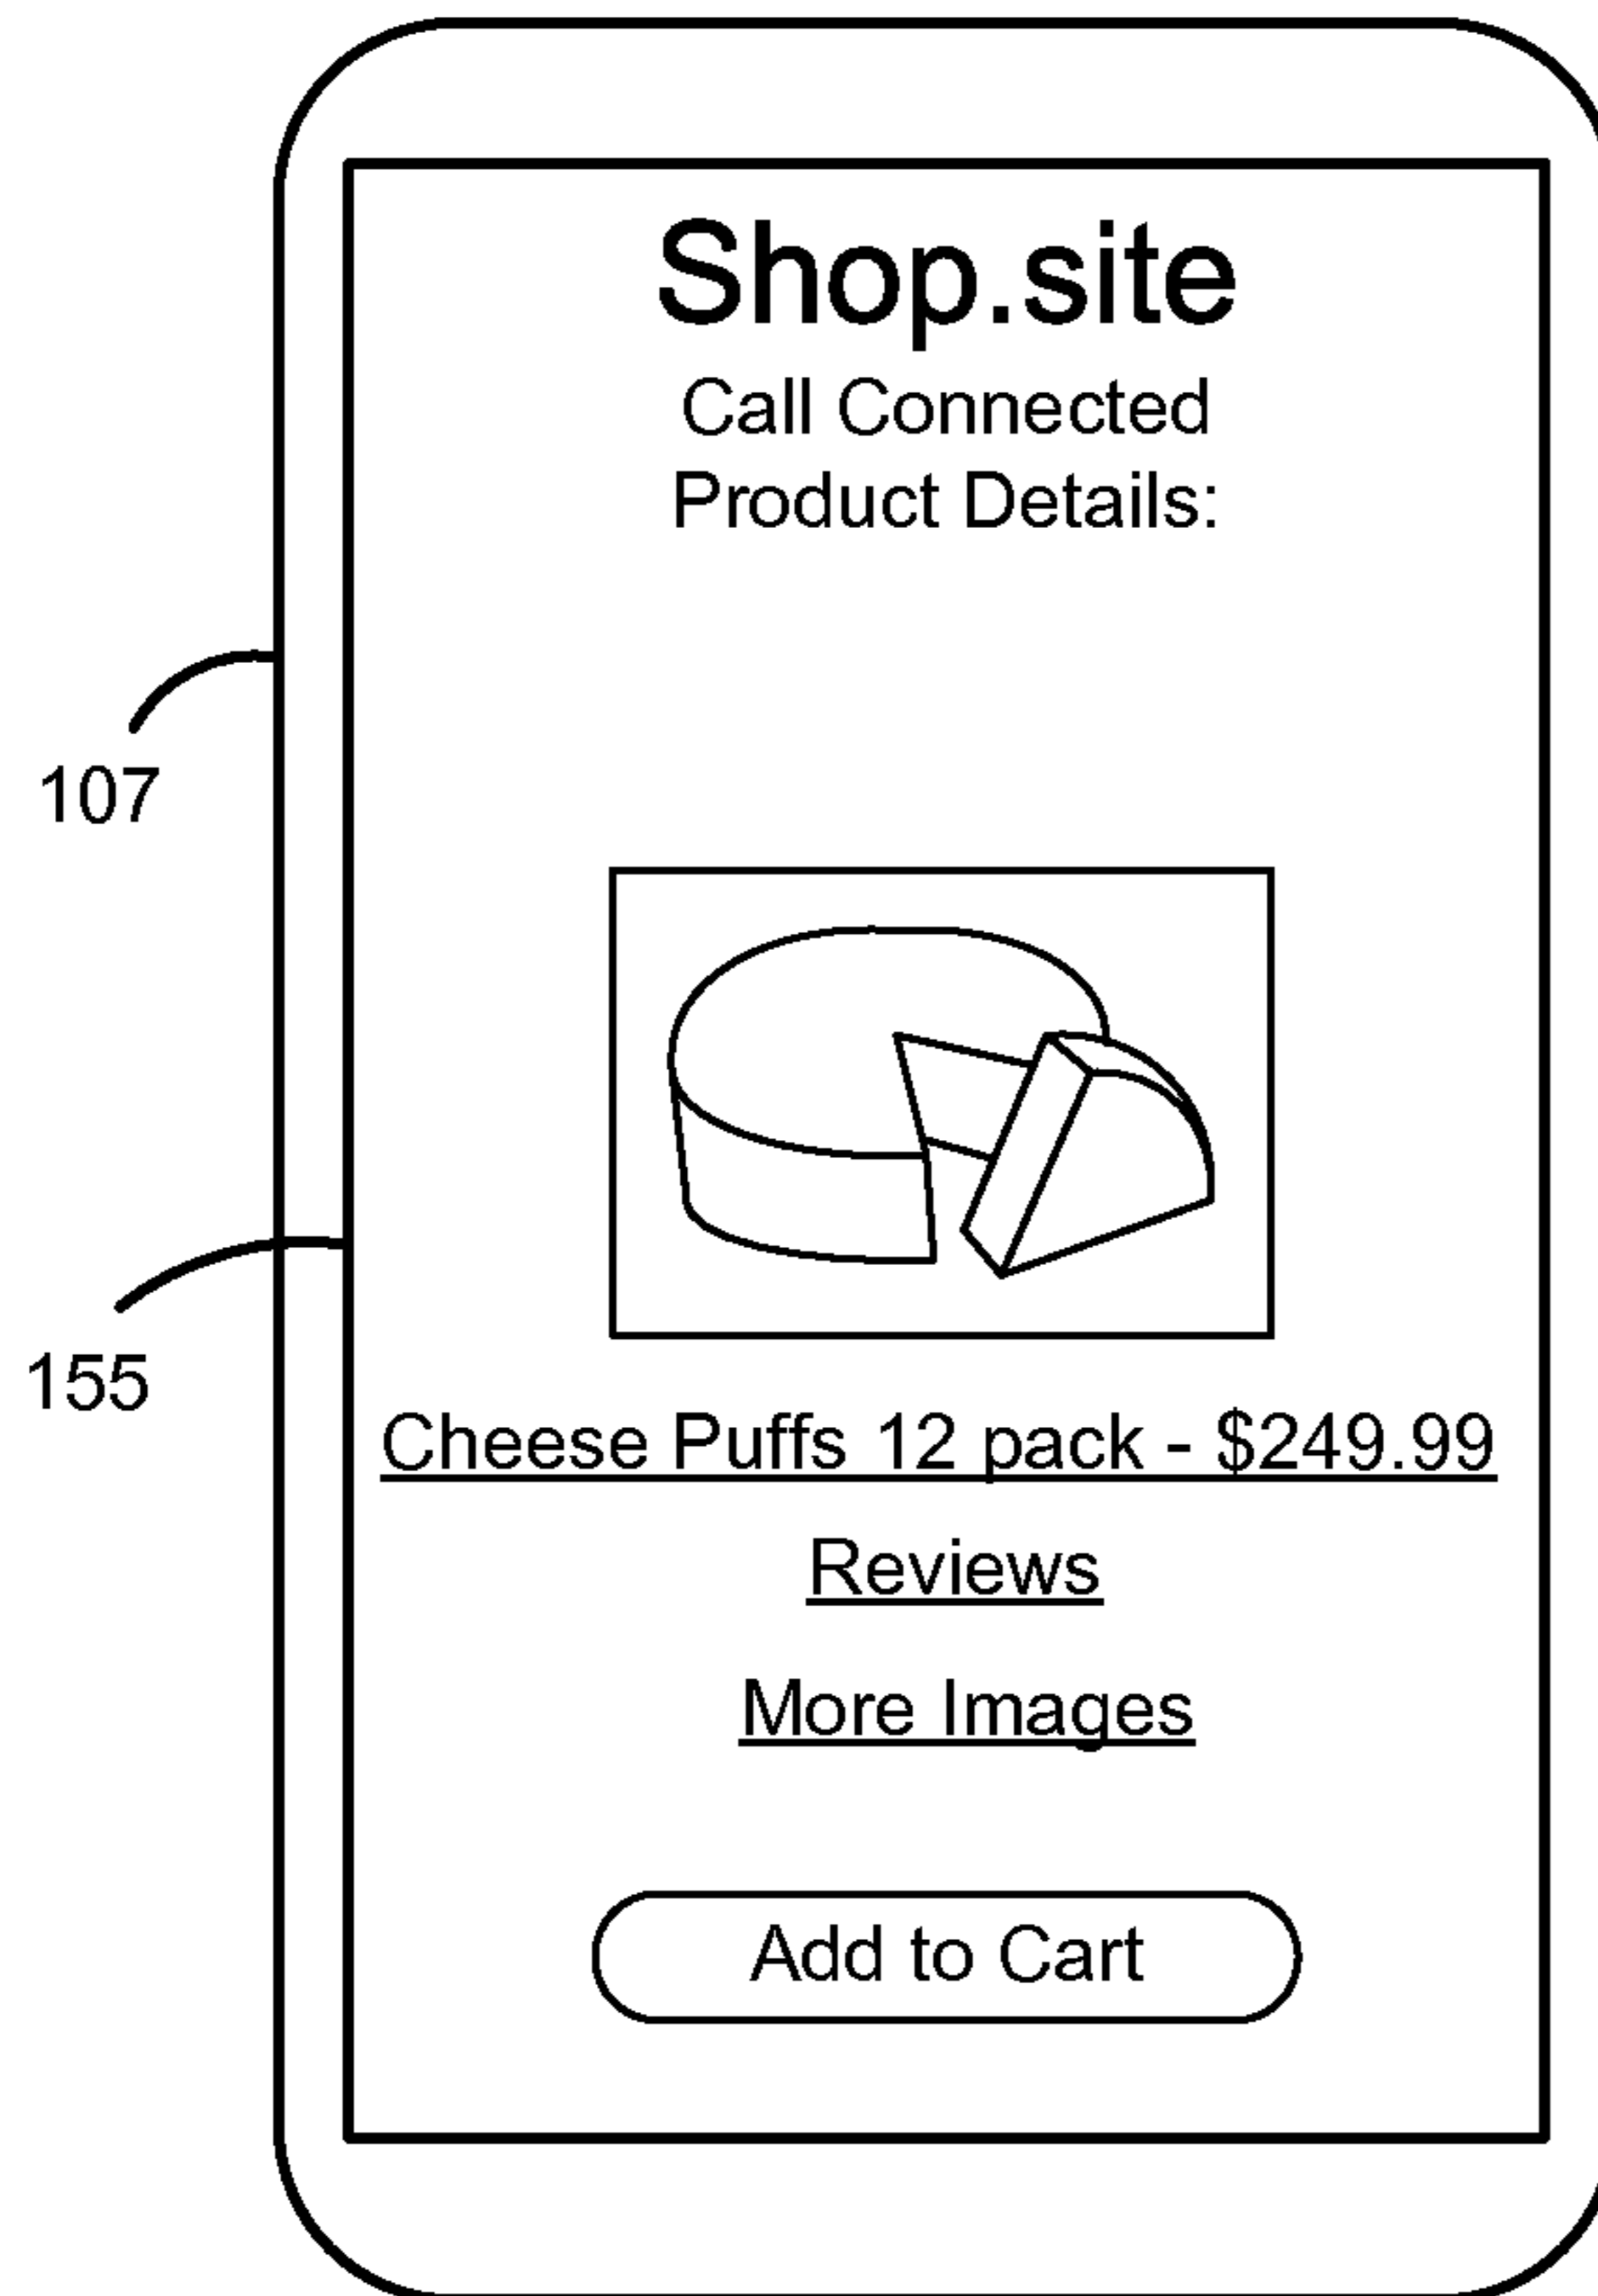 Shop.site
Call Connected
Product Details:
107
155
Cheese Puffs 12 pack - $249.99
Reviews
More Images
Add to Cart